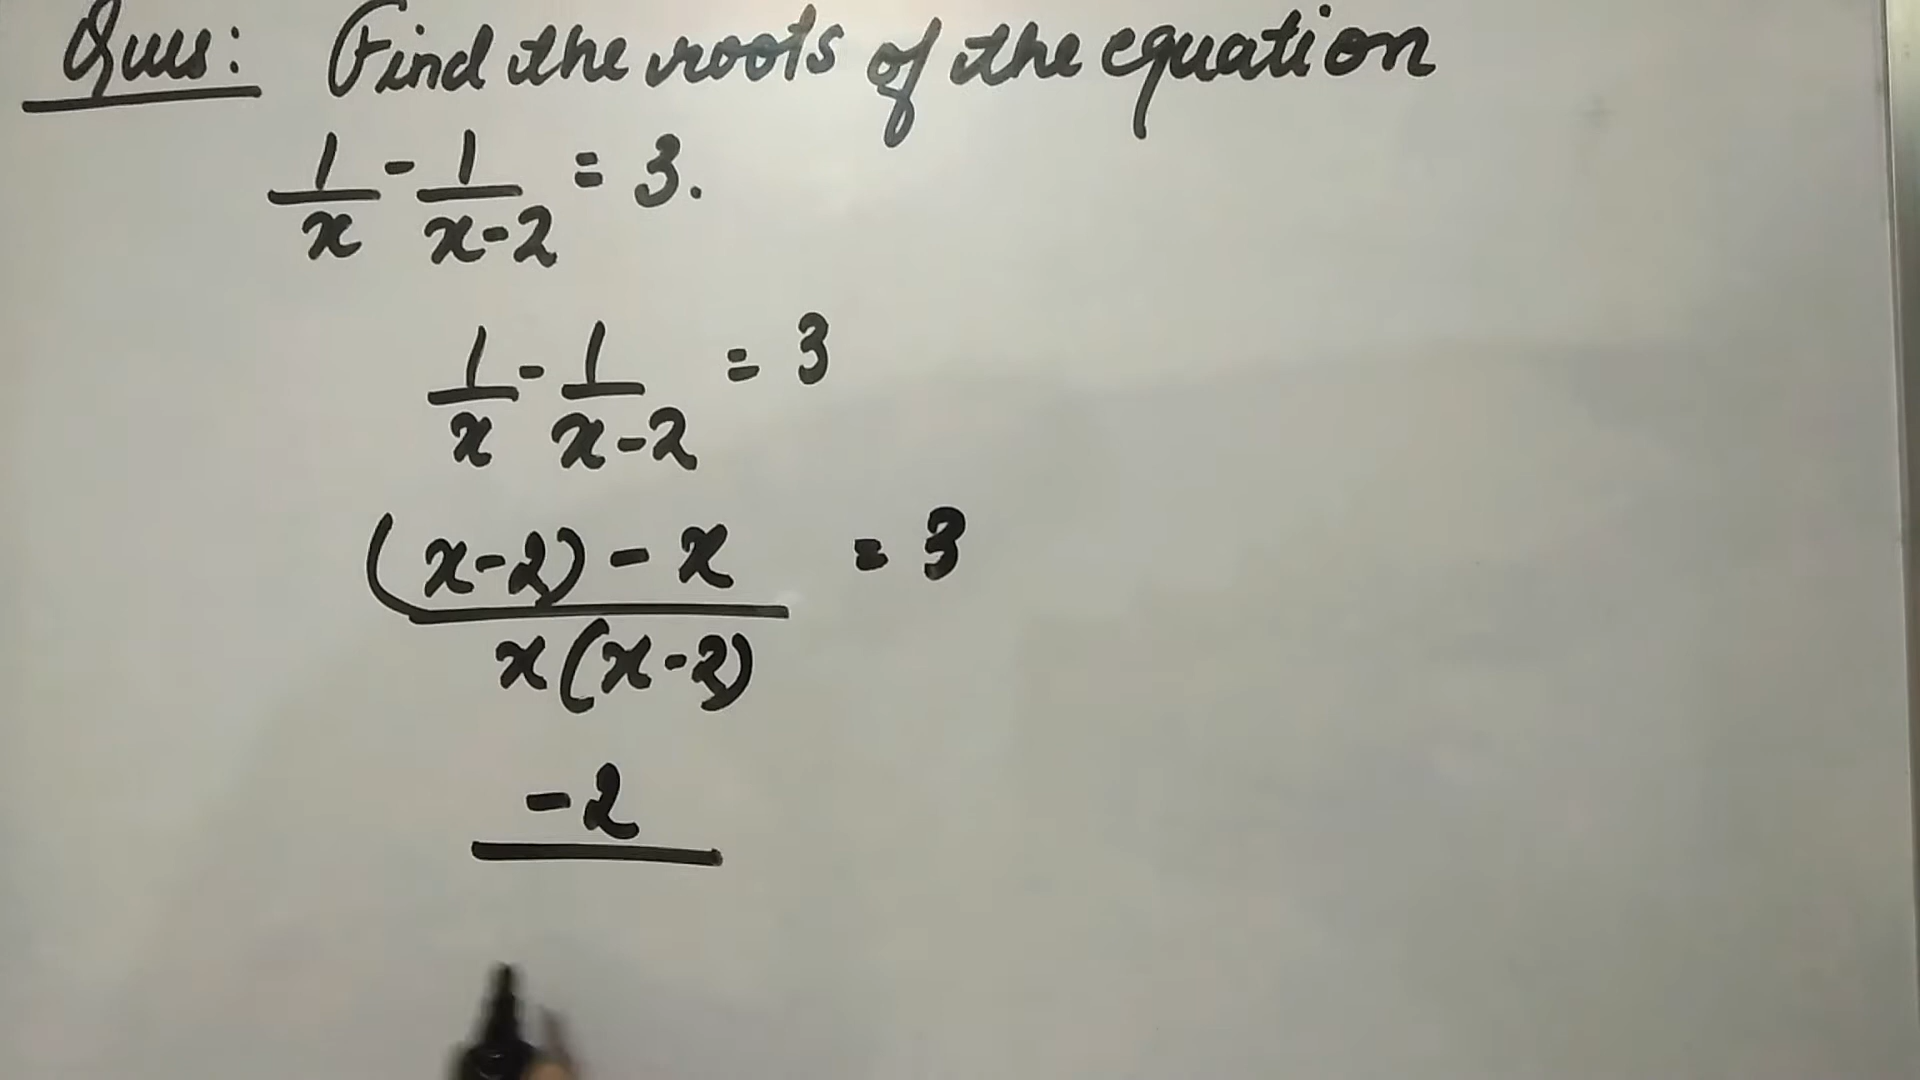 Ques: Find the roots of the equation
1/x - 1/x-2 = 3.
1/x - 1/x-2 = 3
(x-2) - x / x(x-2) = 3
-2